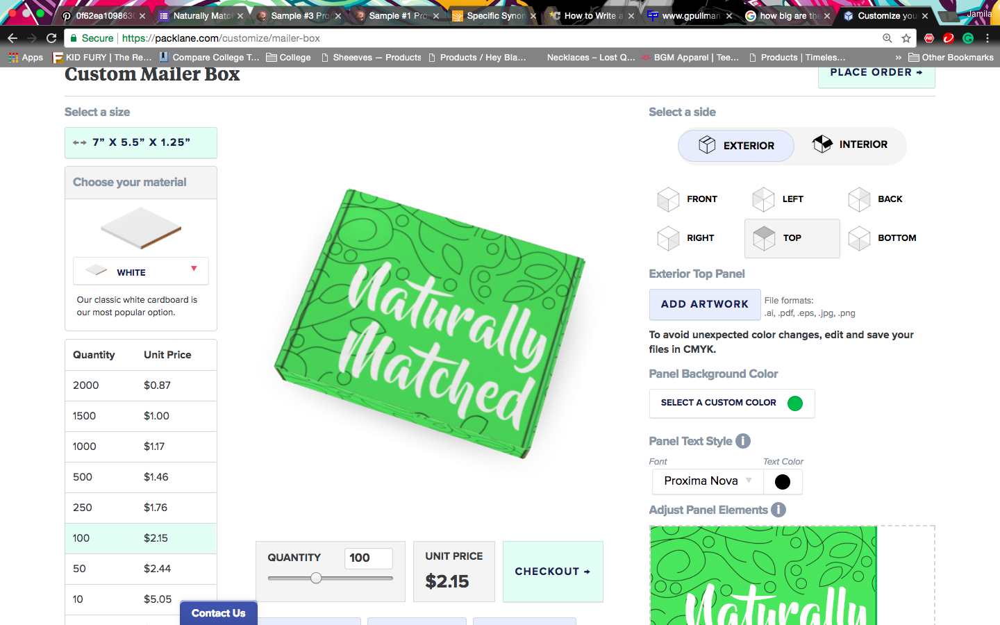 0f62ea109863
Naturally Mat
Sample #3 Pro
Sample #1 Pro
Specific Synon
How to Write a
www.gpullman
how big are the
Customize you
Jamila
Secure
https://packlane.com/customize/mailer-box
Apps
KID FURY | The Re...
Compare College T...
College
Sheeeves — Products
Products / Hey Bla...
Necklaces – Lost Q...
BGM Apparel | Tee...
Products | Timeles...
»
Other Bookmarks
Custom Mailer Box
PLACE ORDER →
Select a size
7” X 5.5” X 1.25”
Choose your material
WHITE
Our classic white cardboard is
our most popular option.
Quantity Unit Price
2000 $0.87
1500 $1.00
1000 $1.17
500 $1.46
250 $1.76
100 $2.15
50 $2.44
10 $5.05
Contact Us
Naturally
Matched
QUANTITY 100
UNIT PRICE
$2.15
CHECKOUT →
Select a side
EXTERIOR INTERIOR
FRONT LEFT BACK
RIGHT TOP BOTTOM
Exterior Top Panel
ADD ARTWORK
File formats:
.ai, .pdf, .eps, .jpg, .png
To avoid unexpected color changes, edit and save your
files in CMYK.
Panel Background Color
SELECT A CUSTOM COLOR
Panel Text Style i
Font Text Color
Proxima Nova
Adjust Panel Elements i
Naturally